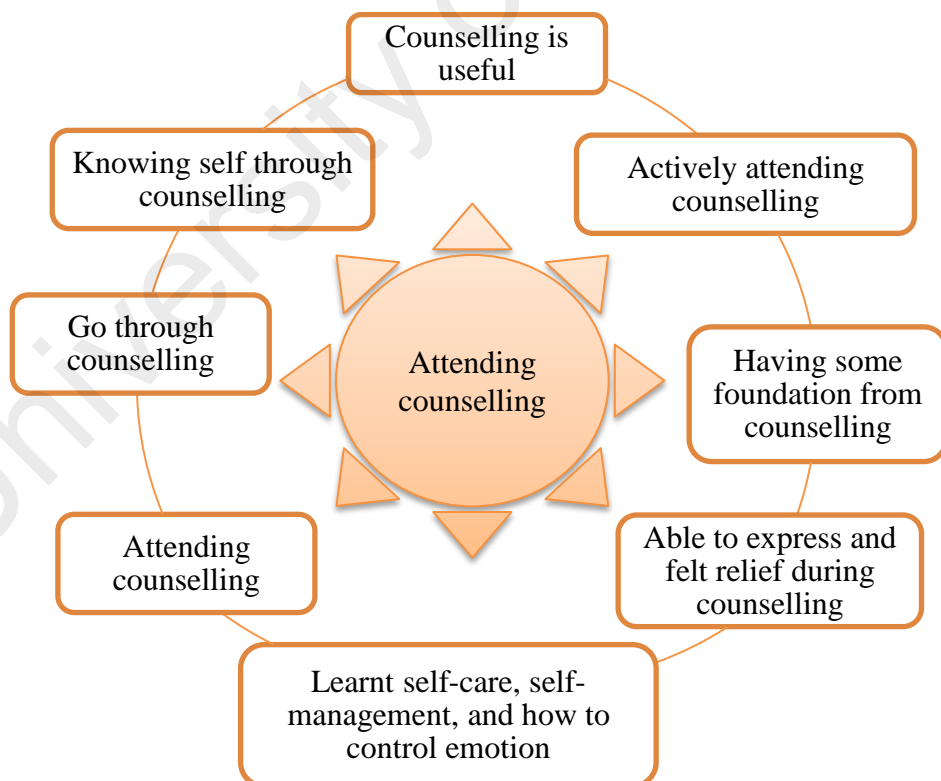 Counselling is
useful
Actively attending
counselling
Having some
foundation from
counselling
Able to express and
felt relief during
counselling
Learnt self-care, self-
management, and how to
control emotion
Attending
counselling
Go through
counselling
Knowing self through
counselling
Attending
counselling
University